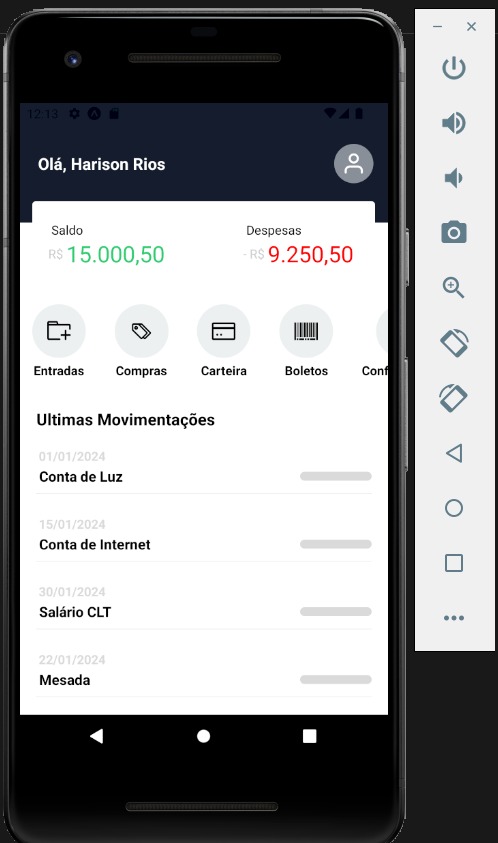 12:13
Olá, Harison Rios
Saldo Despesas
R$ 15.000,50 - R$ 9.250,50
Entradas Compras Carteira Boletos Conf
Ultimas Movimentações
01/01/2024
Conta de Luz
15/01/2024
Conta de Internet
30/01/2024
Salário CLT
22/01/2024
Mesada